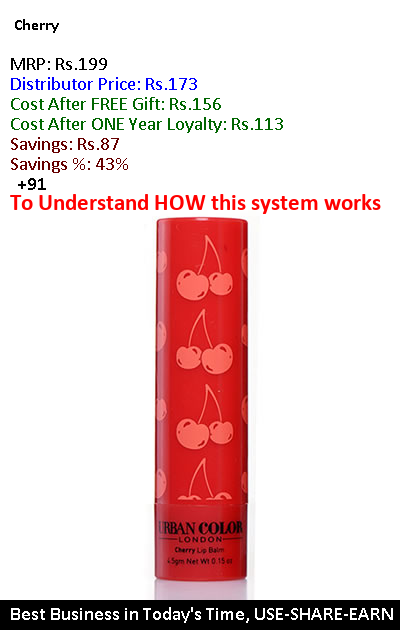 Cherry
MRP: Rs.199
Distributor Price: Rs.173
Cost After FREE Gift: Rs.156
Cost After ONE Year Loyalty: Rs.113
Savings: Rs.87
Savings %: 43%
+91
To Understand HOW this system works
URBAN COLOR
LONDON
Cherry Lip Balm
4.5gm Net Wt 0.15 oz
Best Business in Today's Time, USE-SHARE-EARN